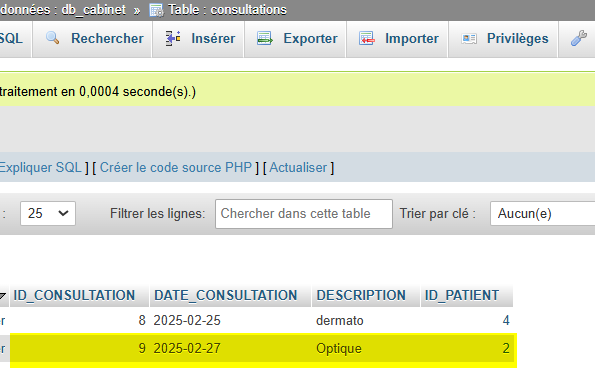 données : db_cabinet » Table : consultations
SQL Rechercher Insérer Exporter Importer Privilèges
traitement en 0,0004 seconde(s).)
Expliquer SQL ] [ Créer le code source PHP ] [ Actualiser ]
: 25 Filtrer les lignes: Chercher dans cette table Trier par clé : Aucun(e)
ID_CONSULTATION DATE_CONSULTATION DESCRIPTION ID_PATIENT
8 2025-02-25 dermato 4
9 2025-02-27 Optique 2